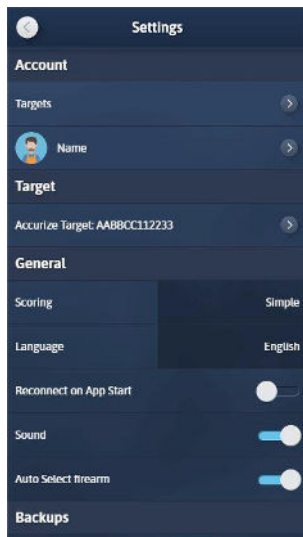 Settings
Account
Targets
Name
Target
Accurize Target: AABBCC112233
General
Scoring Simple
Language English
Reconnect on App Start
Sound
Auto Select firearm
Backups